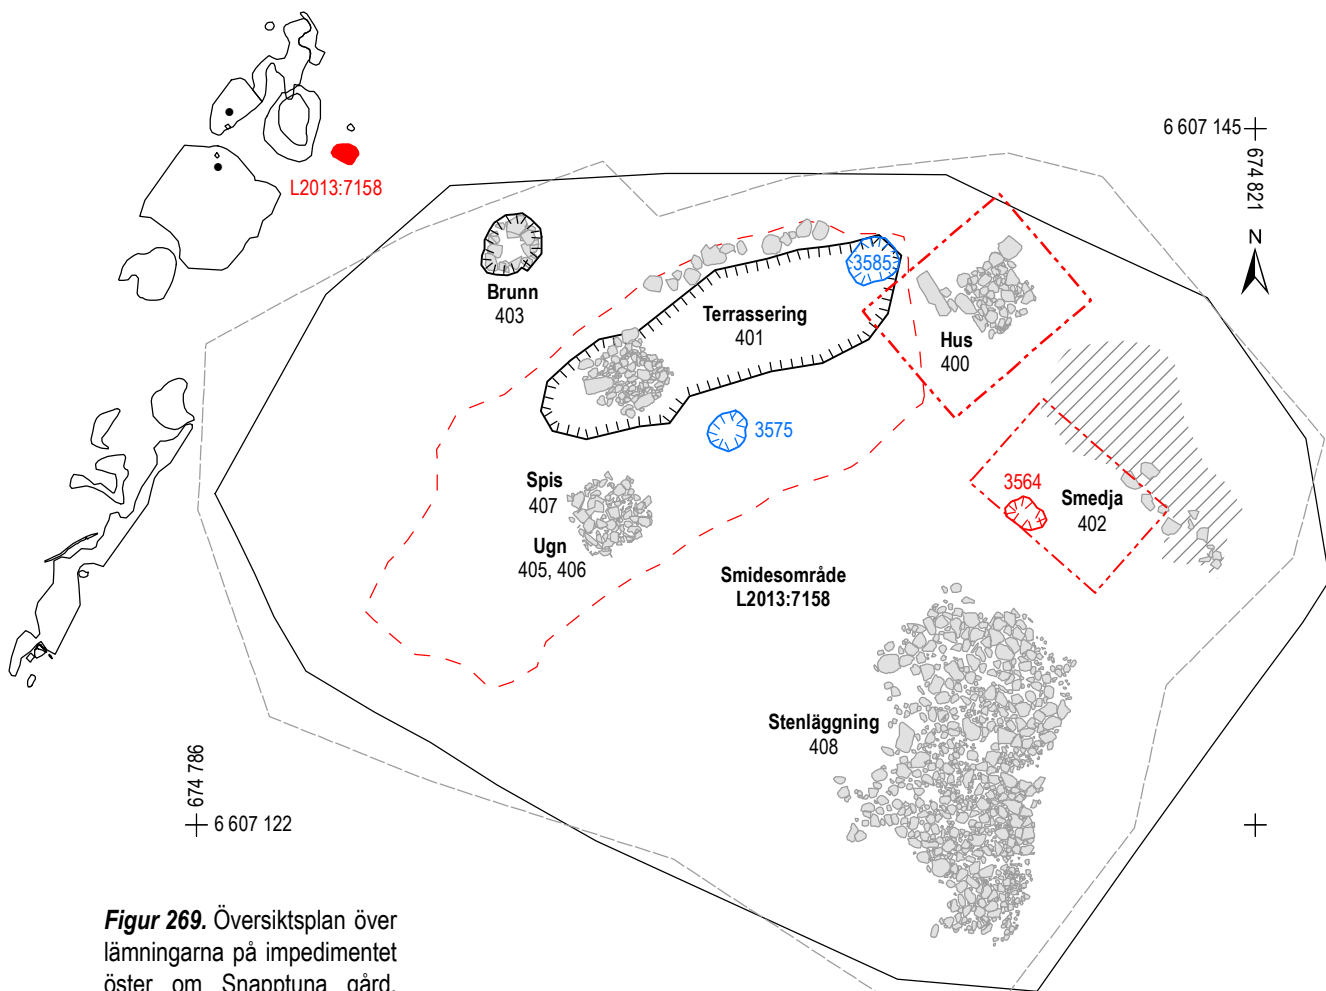 6 607 145
674 821
N
L2013:7158
3585
Brunn
403
Terrassering
401
Hus
400
3575
Spis
407
3564
Smedja
402
Ugn
405, 406
Smidesområde
L2013:7158
Stenläggning
408
674 786
6 607 122
Figur 269. Översiktsplan över
lämningarna på impedimentet
öster om Snapptuna gård.